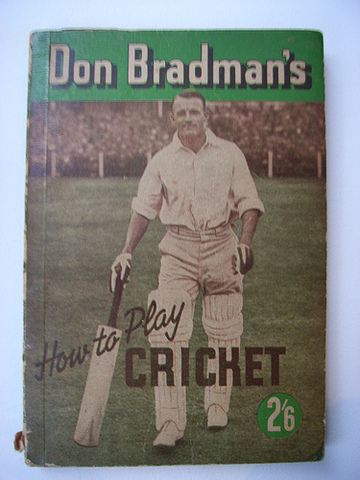 Don Bradman's
How to Play
CRICKET
2/6